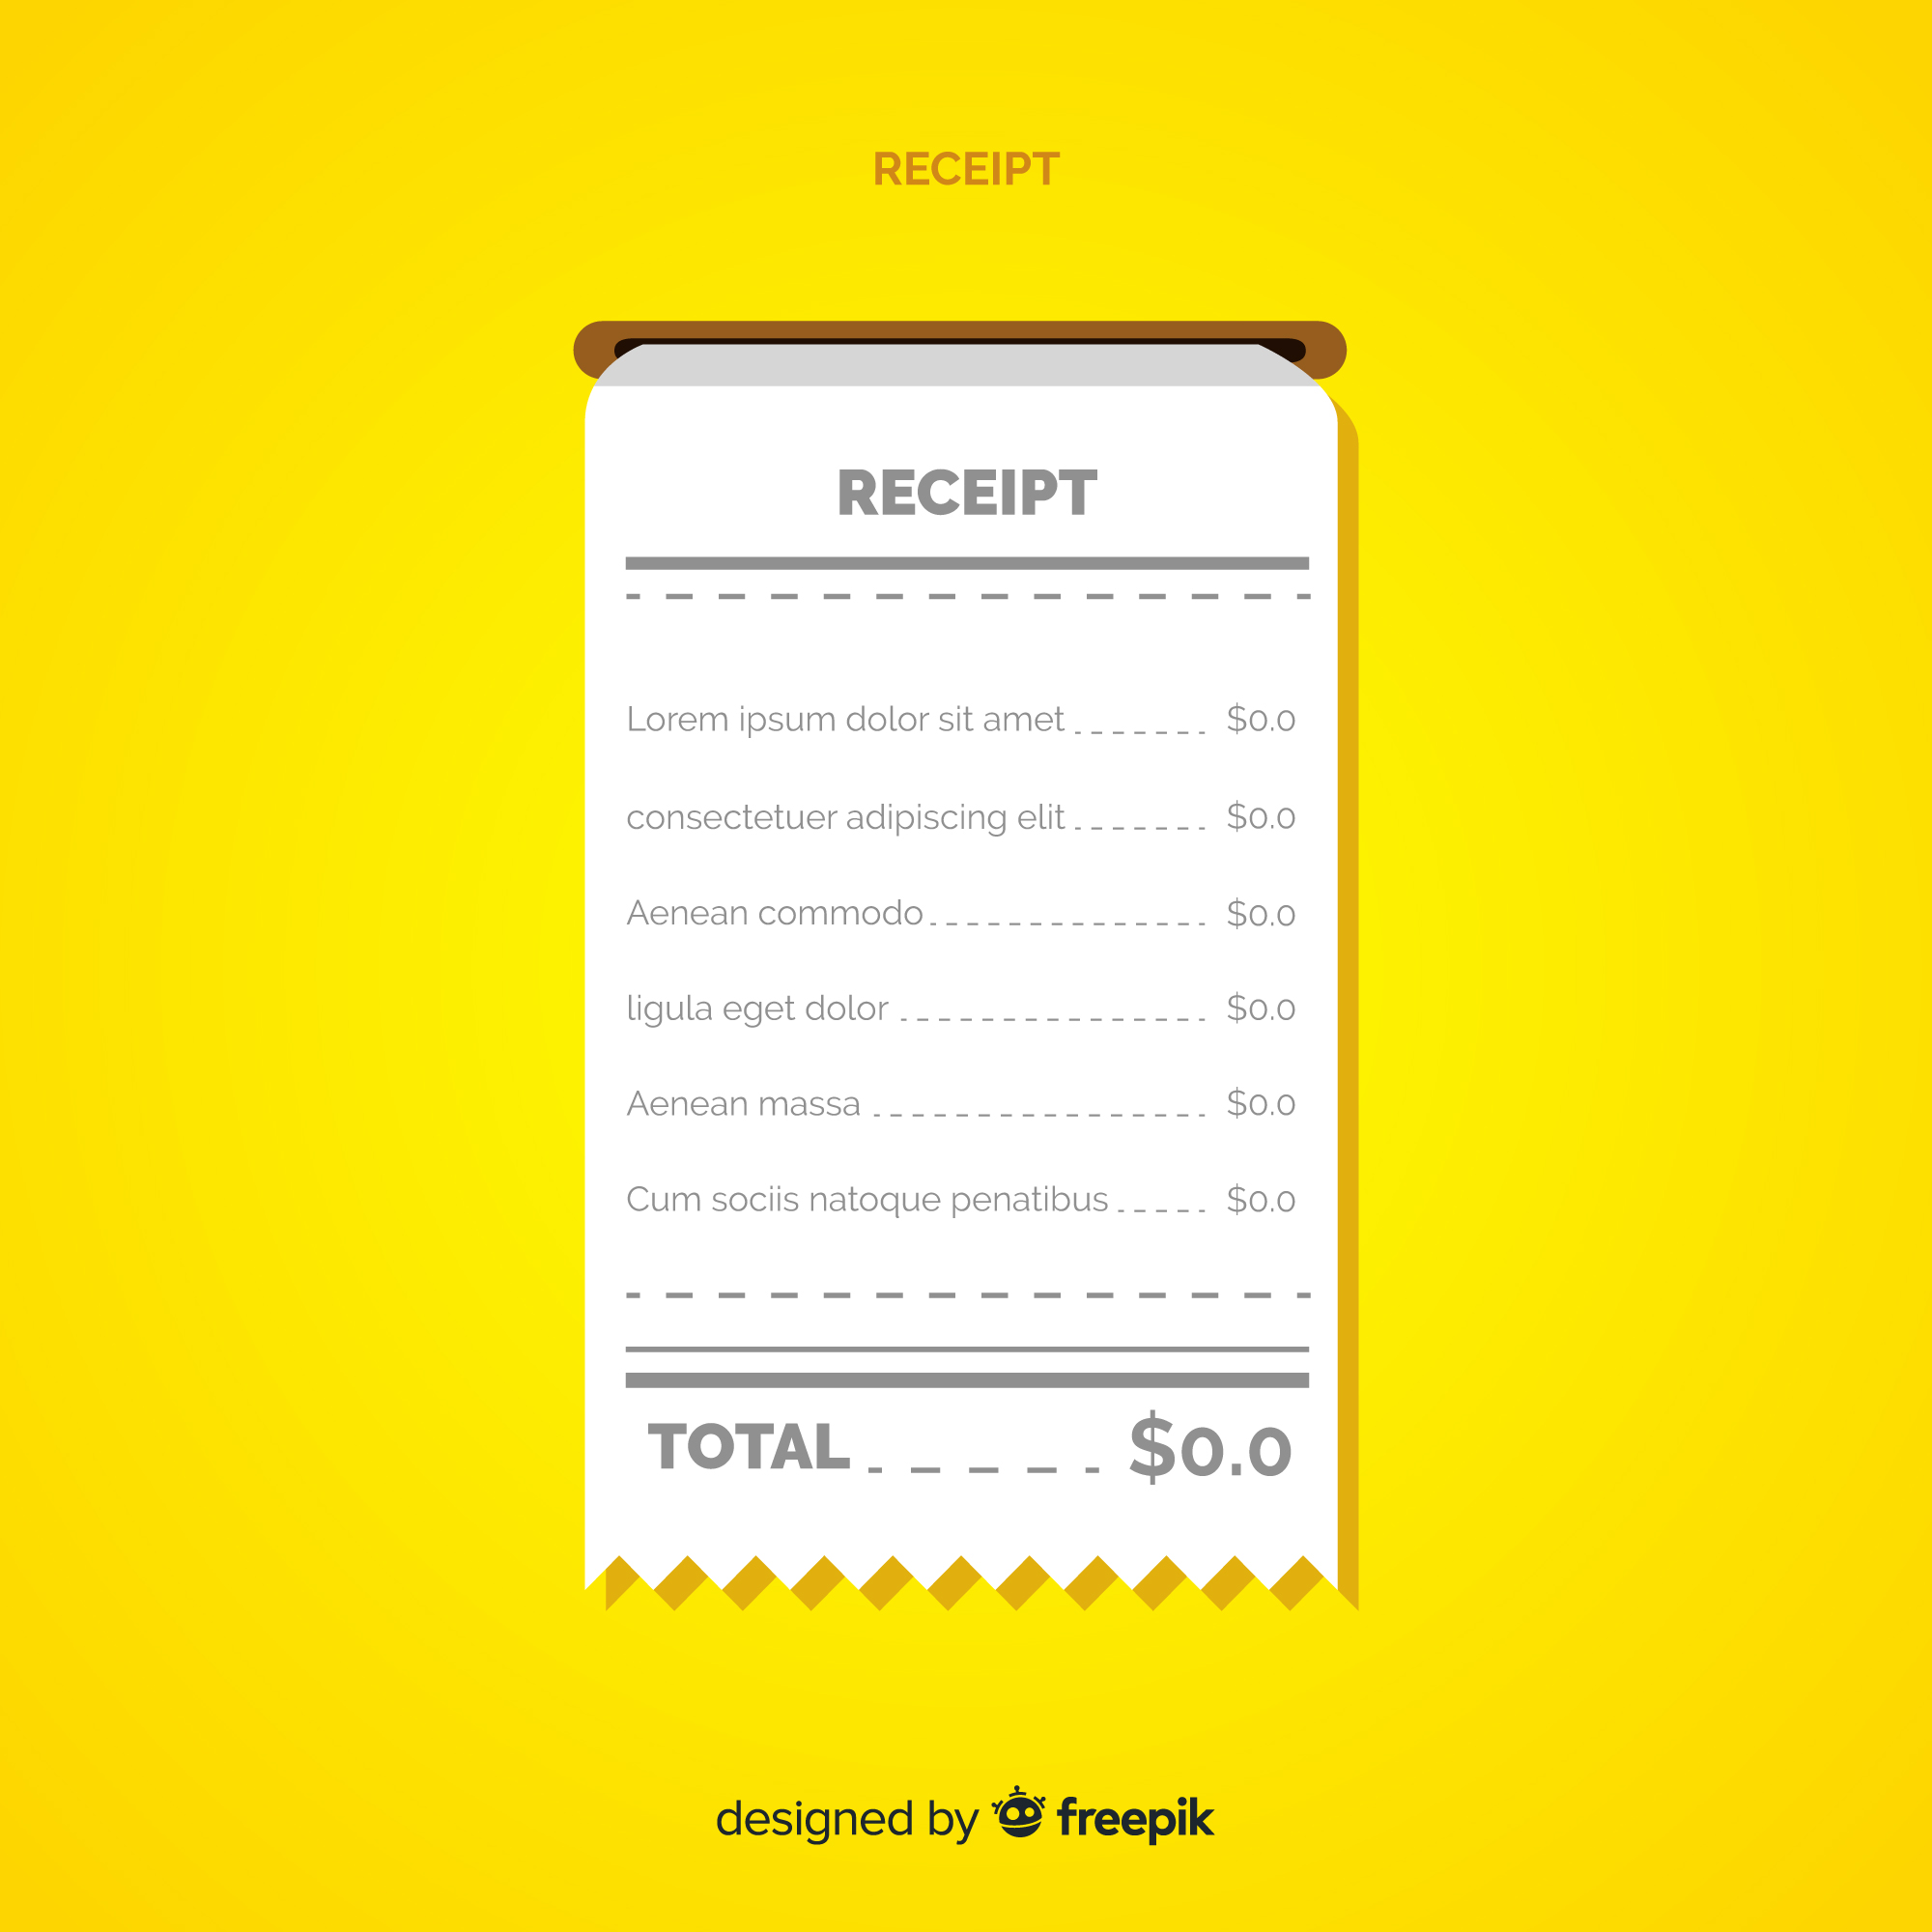 RECEIPT
RECEIPT
Lorem ipsum dolor sit amet $0.0
consectetuer adipiscing elit $0.0
Aenean commodo $0.0
ligula eget dolor $0.0
Aenean massa $0.0
Cum sociis natoque penatibus $0.0
TOTAL $0.0
designed by freepik